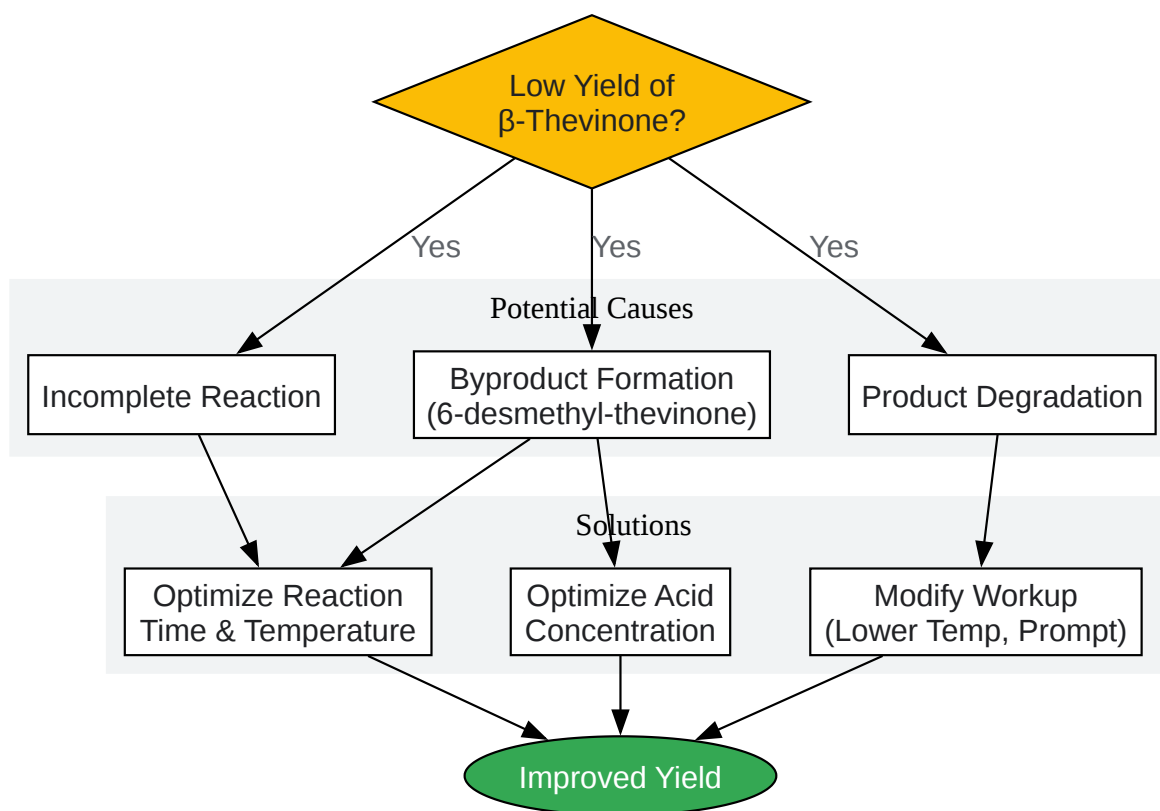 Low Yield of
β-Thevinone?
Yes
Yes
Yes
Potential Causes
Incomplete Reaction
Byproduct Formation
(6-desmethyl-thevinone)
Product Degradation
Solutions
Optimize Reaction
Time & Temperature
Optimize Acid
Concentration
Modify Workup
(Lower Temp, Prompt)
Improved Yield